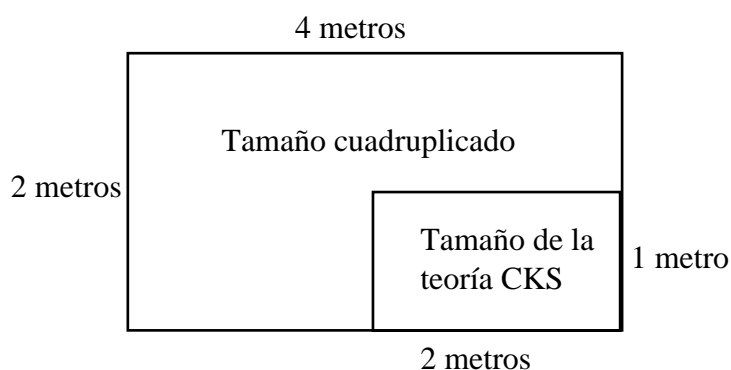 4 metros
Tamaño cuadruplicado
2 metros
Tamaño de la
teoría CKS
1 metro
2 metros